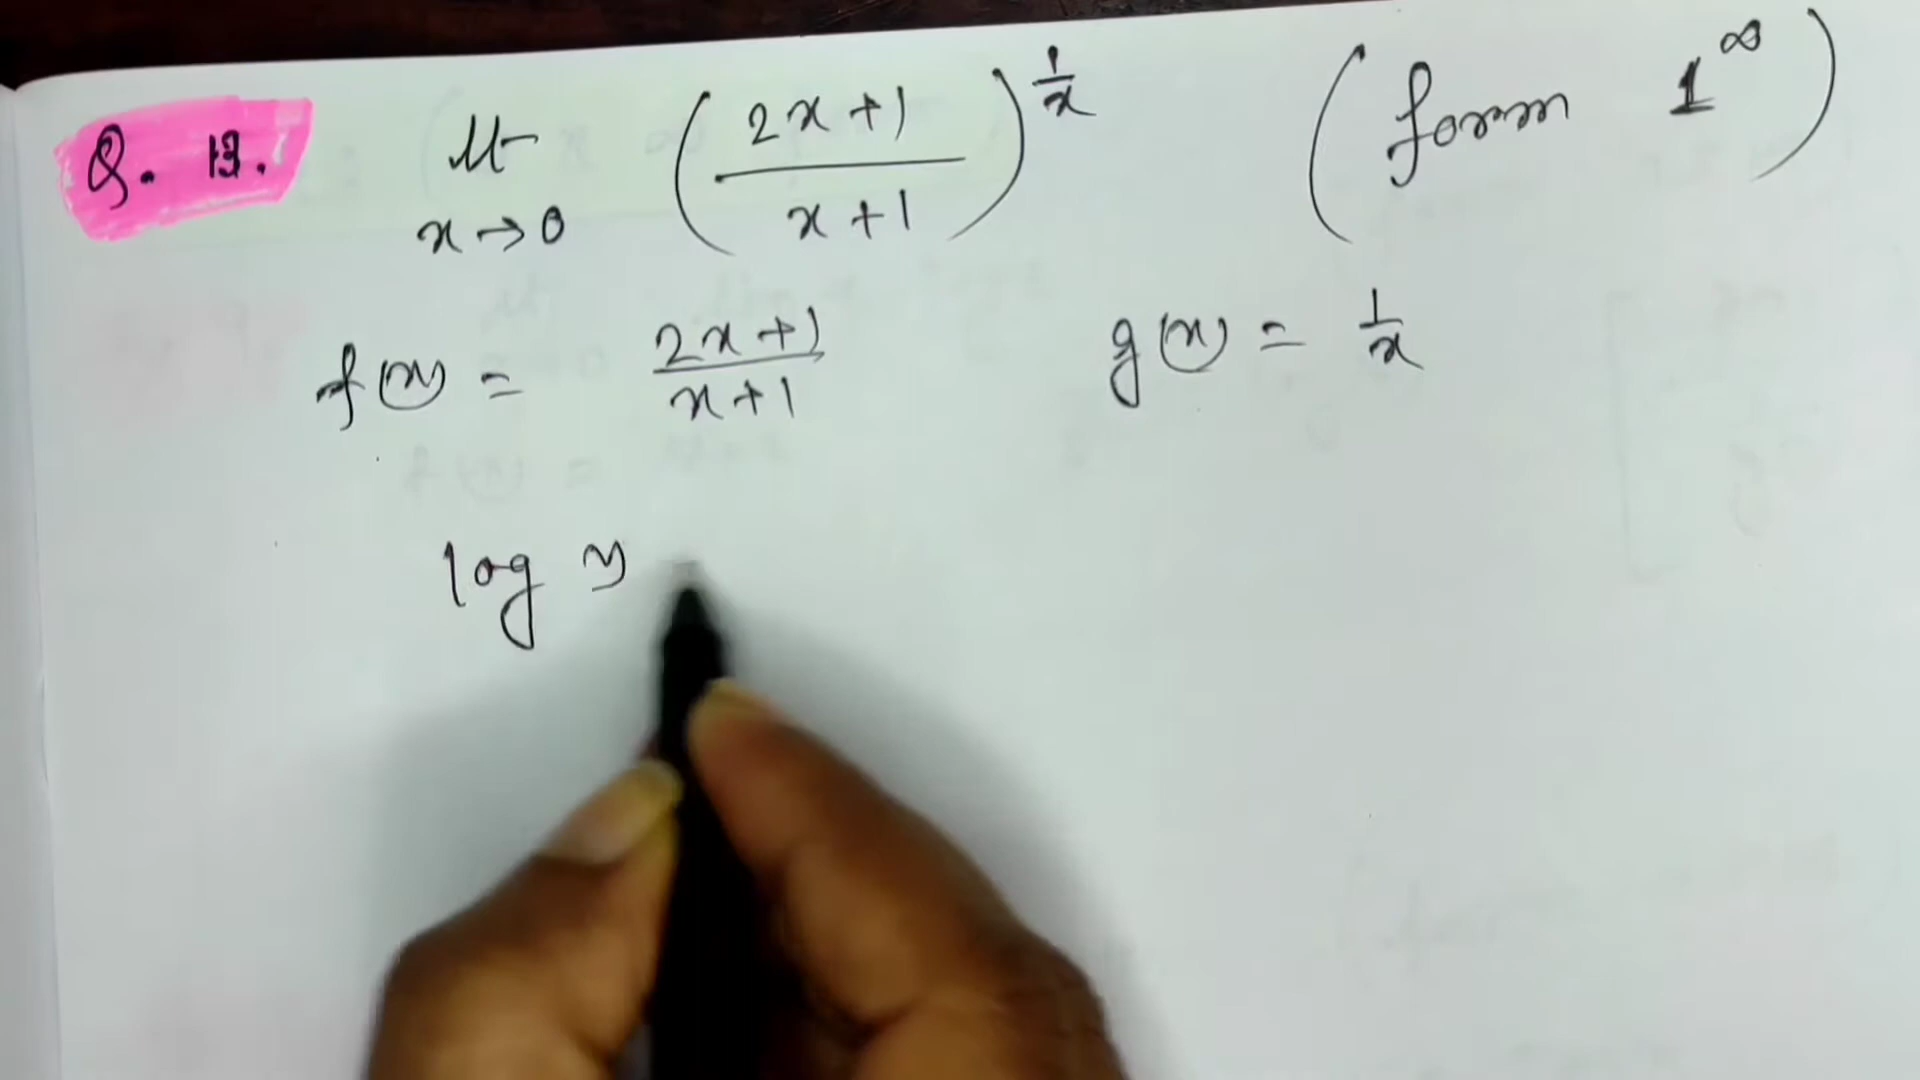 Q. 13. lt x→0 ((2x+1)/(x+1))^(1/x) (form 1^∞)
f(x) = (2x+1)/(x+1) g(x) = 1/x
log y